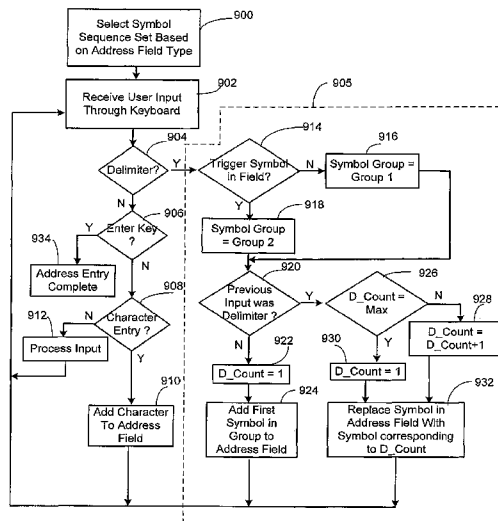 900
Select Symbol
Sequence Set Based
on Address Field Type
902
Receive User Input
Through Keyboard
905
904
Delimiter?
Y
N
914
Trigger Symbol
in Field?
N
Y
916
Symbol Group =
Group 1
906
Enter Key
?
Y
N
918
Symbol Group
= Group 2
934
Address Entry
Complete
920
Previous
Input was
Delimiter ?
Y
N
926
D_Count =
Max
N
Y
928
D_Count =
D_Count+1
908
Character
Entry ?
N
Y
912
Process Input
922
D_Count = 1
930
D_Count = 1
910
Add Character
To Address
Field
924
Add First
Symbol in
Group to
Address Field
932
Replace Symbol in
Address Field With
Symbol corresponding
to D_Count